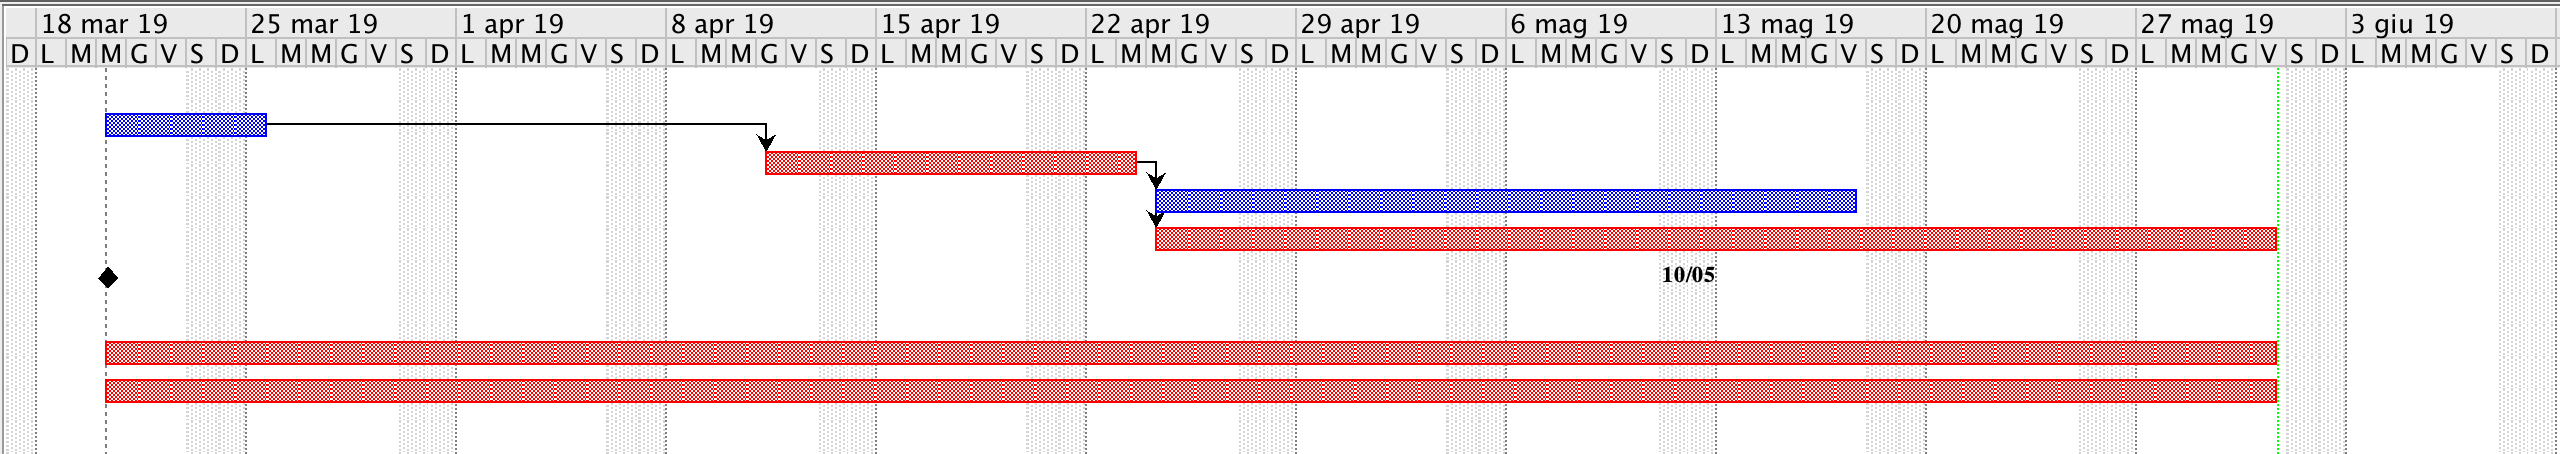 18 mar 19 25 mar 19 1 apr 19 8 apr 19 15 apr 19 22 apr 19 29 apr 19 6 mag 19 13 mag 19 20 mag 19 27 mag 19 3 giu 19
D L M M G V S D L M M G V S D L M M G V S D L M M G V S D L M M G V S D L M M G V S D L M M G V S D L M M G V S D L M M G V S D L M M G V S D L M M G V S D L M M G V S D
10/05